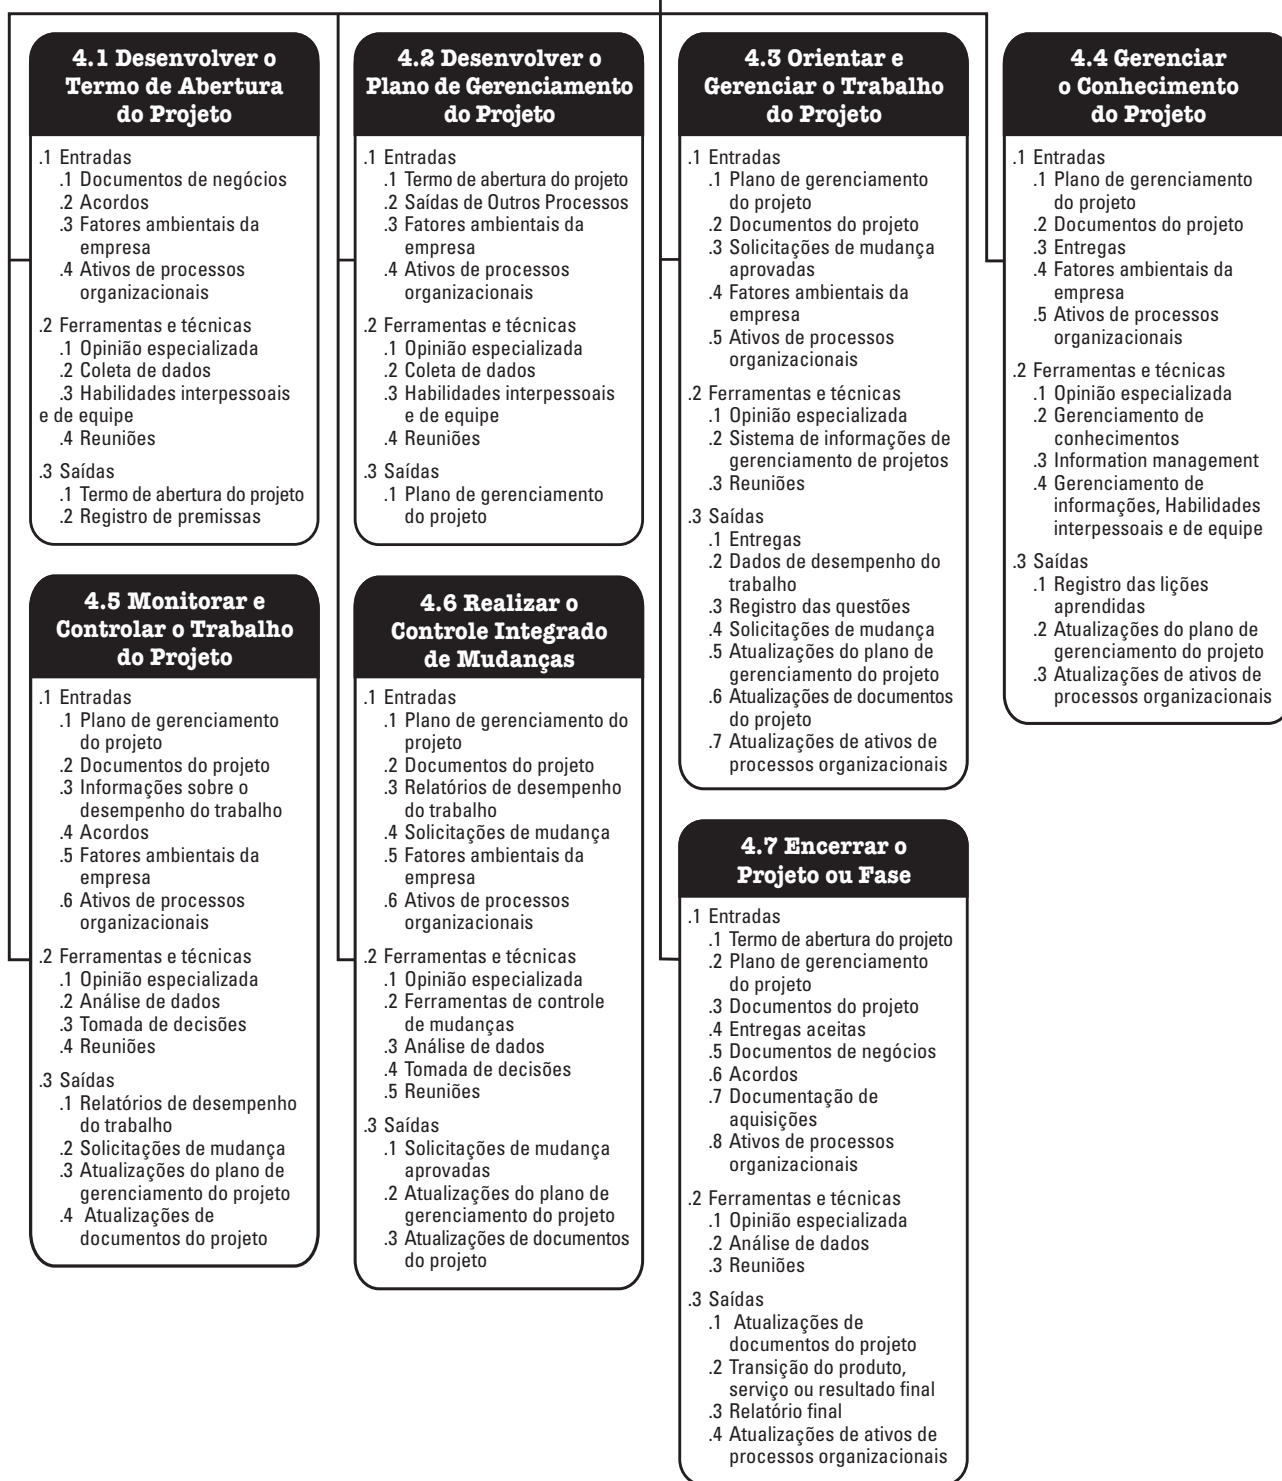 4.1 Desenvolver o
Termo de Abertura
do Projeto
.1 Entradas
.1 Documentos de negócios
.2 Acordos
.3 Fatores ambientais da
empresa
.4 Ativos de processos
organizacionais
.2 Ferramentas e técnicas
.1 Opinião especializada
.2 Coleta de dados
.3 Habilidades interpessoais
e de equipe
.4 Reuniões
.3 Saídas
.1 Termo de abertura do projeto
.2 Registro de premissas
4.2 Desenvolver o
Plano de Gerenciamento
do Projeto
.1 Entradas
.1 Termo de abertura do projeto
.2 Saídas de Outros Processos
.3 Fatores ambientais da
empresa
.4 Ativos de processos
organizacionais
.2 Ferramentas e técnicas
.1 Opinião especializada
.2 Coleta de dados
.3 Habilidades interpessoais
e de equipe
.4 Reuniões
.3 Saídas
.1 Plano de gerenciamento
do projeto
4.3 Orientar e
Gerenciar o Trabalho
do Projeto
.1 Entradas
.1 Plano de gerenciamento
do projeto
.2 Documentos do projeto
.3 Solicitações de mudança
aprovadas
.4 Fatores ambientais da
empresa
.5 Ativos de processos
organizacionais
.2 Ferramentas e técnicas
.1 Opinião especializada
.2 Sistema de informações de
gerenciamento de projetos
.3 Reuniões
.3 Saídas
.1 Entregas
.2 Dados de desempenho do
trabalho
.3 Registro das questões
.4 Solicitações de mudança
.5 Atualizações do plano de
gerenciamento do projeto
.6 Atualizações de documentos
do projeto
.7 Atualizações de ativos de
processos organizacionais
4.4 Gerenciar
o Conhecimento
do Projeto
.1 Entradas
.1 Plano de gerenciamento
do projeto
.2 Documentos do projeto
.3 Entregas
.4 Fatores ambientais da
empresa
.5 Ativos de processos
organizacionais
.2 Ferramentas e técnicas
.1 Opinião especializada
.2 Gerenciamento de
conhecimentos
.3 Information management
.4 Gerenciamento de
informações, Habilidades
interpessoais e de equipe
.3 Saídas
.1 Registro das lições
aprendidas
.2 Atualizações do plano de
gerenciamento do projeto
.3 Atualizações de ativos de
processos organizacionais
4.5 Monitorar e
Controlar o Trabalho
do Projeto
.1 Entradas
.1 Plano de gerenciamento
do projeto
.2 Documentos do projeto
.3 Informações sobre o
desempenho do trabalho
.4 Acordos
.5 Fatores ambientais da
empresa
.6 Ativos de processos
organizacionais
.2 Ferramentas e técnicas
.1 Opinião especializada
.2 Análise de dados
.3 Tomada de decisões
.4 Reuniões
.3 Saídas
.1 Relatórios de desempenho
do trabalho
.2 Solicitações de mudança
.3 Atualizações do plano de
gerenciamento do projeto
.4 Atualizações de
documentos do projeto
4.6 Realizar o
Controle Integrado
de Mudanças
.1 Entradas
.1 Plano de gerenciamento do
projeto
.2 Documentos do projeto
.3 Relatórios de desempenho
do trabalho
.4 Solicitações de mudança
.5 Fatores ambientais da
empresa
.6 Ativos de processos
organizacionais
.2 Ferramentas e técnicas
.1 Opinião especializada
.2 Ferramentas de controle
de mudanças
.3 Análise de dados
.4 Tomada de decisões
.5 Reuniões
.3 Saídas
.1 Solicitações de mudança
aprovadas
.2 Atualizações do plano de
gerenciamento do projeto
.3 Atualizações de documentos
do projeto
4.7 Encerrar o
Projeto ou Fase
.1 Entradas
.1 Termo de abertura do projeto
.2 Plano de gerenciamento
do projeto
.3 Documentos do projeto
.4 Entregas aceitas
.5 Documentos de negócios
.6 Acordos
.7 Documentação de
aquisições
.8 Ativos de processos
organizacionais
.2 Ferramentas e técnicas
.1 Opinião especializada
.2 Análise de dados
.3 Reuniões
.3 Saídas
.1 Atualizações de
documentos do projeto
.2 Transição do produto,
serviço ou resultado final
.3 Relatório final
.4 Atualizações de ativos de
processos organizacionais